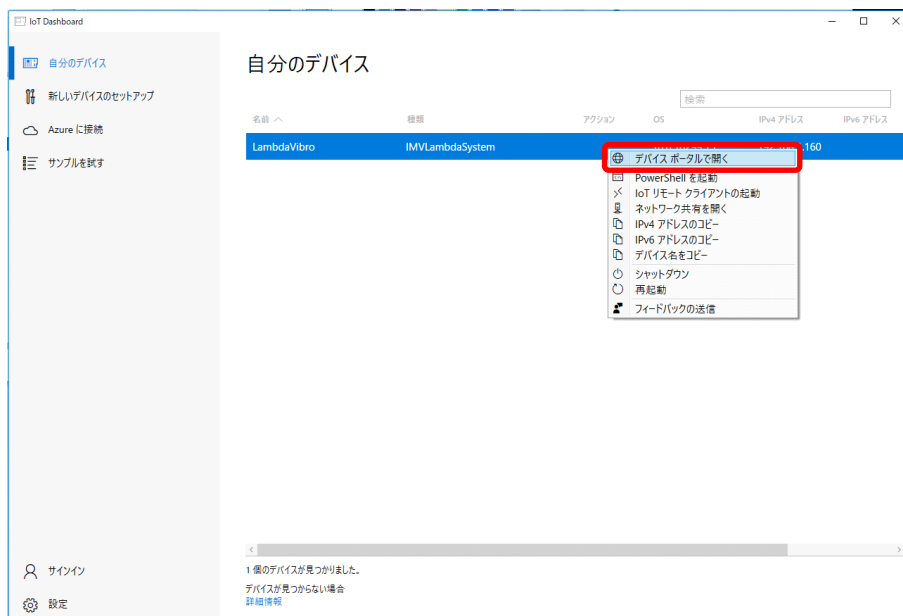 IoT Dashboard
自分のデバイス
新しいデバイスのセットアップ
Azure に接続
サンプルを試す
サインイン
設定
自分のデバイス
検索
名前 種類 アクション OS IPv4 アドレス IPv6 アドレス
LambdaVibro IMVLambdaSystem .160
デバイス ポータルで開く
PowerShell を起動
IoT リモート クライアントの起動
ネットワーク共有を開く
IPv4 アドレスのコピー
IPv6 アドレスのコピー
デバイス名をコピー
シャットダウン
再起動
フィードバックの送信
1 個のデバイスが見つかりました。
デバイスが見つからない場合
詳細情報